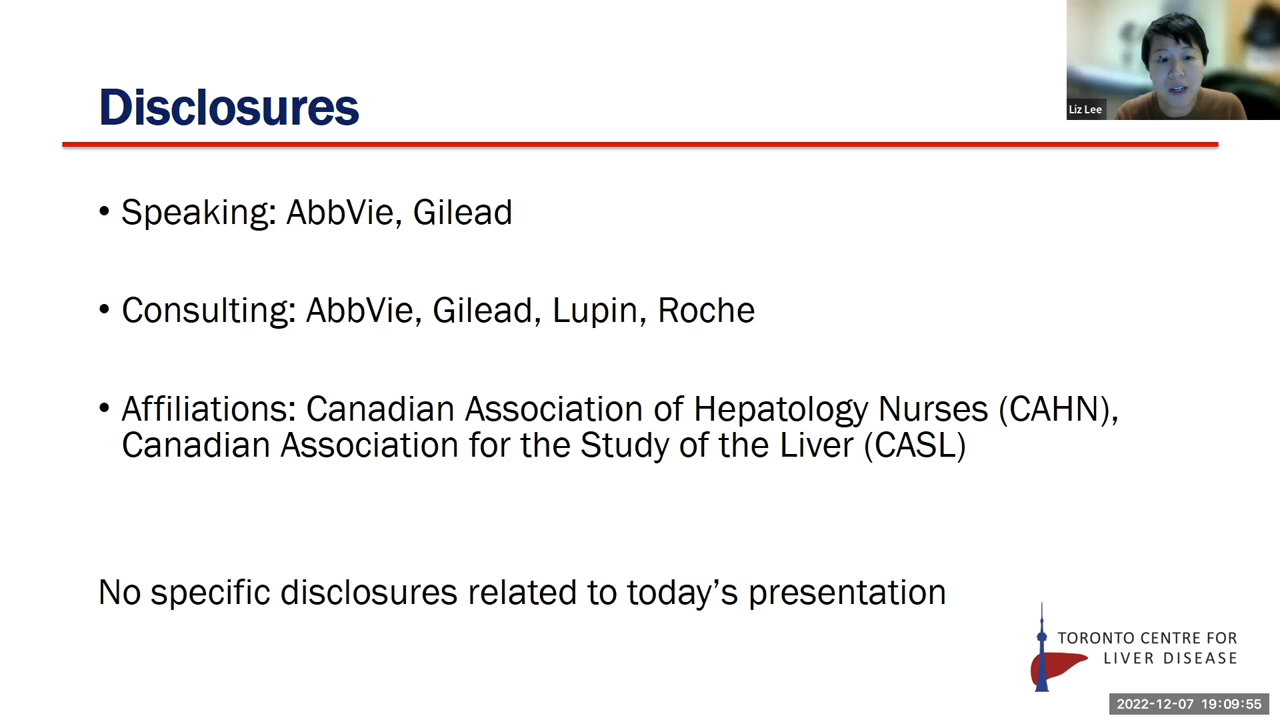 Disclosures
Liz Lee
• Speaking: AbbVie, Gilead
• Consulting: AbbVie, Gilead, Lupin, Roche
• Affiliations: Canadian Association of Hepatology Nurses (CAHN),
Canadian Association for the Study of the Liver (CASL)
No specific disclosures related to today’s presentation
TORONTO CENTRE FOR
LIVER DISEASE
2022-12-07 19:09:55